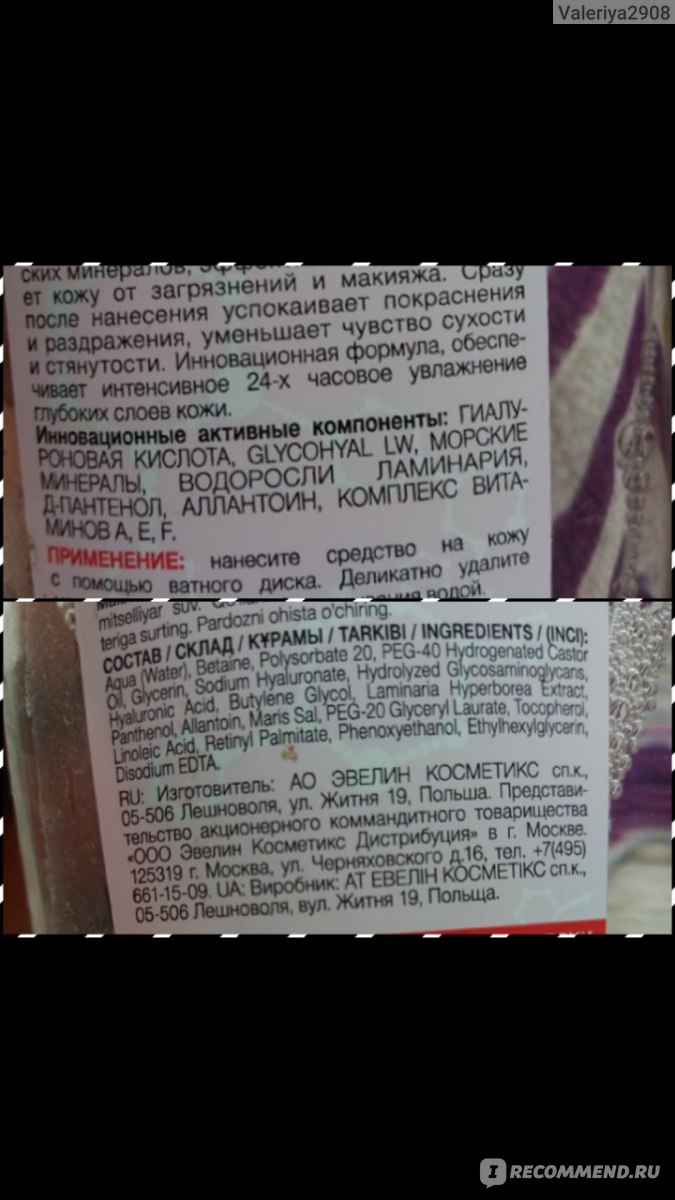 Valeriya2908
ских минералов,
ет кожу от загрязнений и макияжа. Сразу
после нанесения успокаивает покраснения
и раздражения, уменьшает чувство сухости
и стянутости. Инновационная формула, обеспе-
чивает интенсивное 24-х часовое увлажнение
глубоких слоев кожи.
Инновационные активные компоненты: ГИАЛУ-
РОНОВАЯ КИСЛОТА, GLYCOHYAL LW, МОРСКИЕ
МИНЕРАЛЫ, ВОДОРОСЛИ ЛАМИНАРИЯ,
Д-ПАНТЕНОЛ, АЛЛАНТОИН, КОМПЛЕКС ВИТА-
МИНОВ A, E, F.
ПРИМЕНЕНИЕ: нанесите средство на кожу
с помощью ватного диска. Деликатно удалите
водой.
mitselliyar suv.
teriga surting. Pardozni ohista o'chiring.
СОСТАВ / СКЛАД / ҚҰРАМЫ / TARKIBI / INGREDIENTS / (INCI):
Aqua (Water), Betaine, Polysorbate 20, PEG-40 Hydrogenated Castor
Oil, Glycerin, Sodium Hyaluronate, Hydrolyzed Glycosaminoglycans,
Hyaluronic Acid, Butylene Glycol, Laminaria Hyperborea Extract,
Panthenol, Allantoin, Maris Sal, PEG-20 Glyceryl Laurate, Tocopherol,
Linoleic Acid, Retinyl Palmitate, Phenoxyethanol, Ethylhexylglycerin,
Disodium EDTA.
RU: Изготовитель: АО ЭВЕЛИН КОСМЕТИКС сп.к.,
05-506 Лешноволя, ул. Житня 19, Польша. Представи-
тельство акционерного коммандитного товарищества
«ООО Эвелин Косметикс Дистрибуция» в г. Москве.
125319 г. Москва, ул. Черняховского д.16, тел. +7(495)
661-15-09. UA: Виробник: АТ ЕВЕЛІН КОСМЕТІКС сп.к.,
05-506 Лешноволя, вул. Житня 19, Польща.
IRECOMMEND.RU